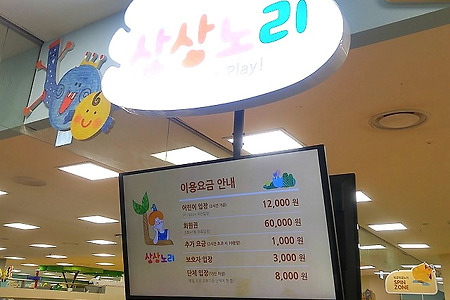 상상노리
Play!
이용요금 안내
어린이 입장 12,000 원
회원권 60,000 원
추가 요금 1,000 원
보호자 입장 3,000 원
단체 입장 8,000 원
상상노리
SPIN
ZONE